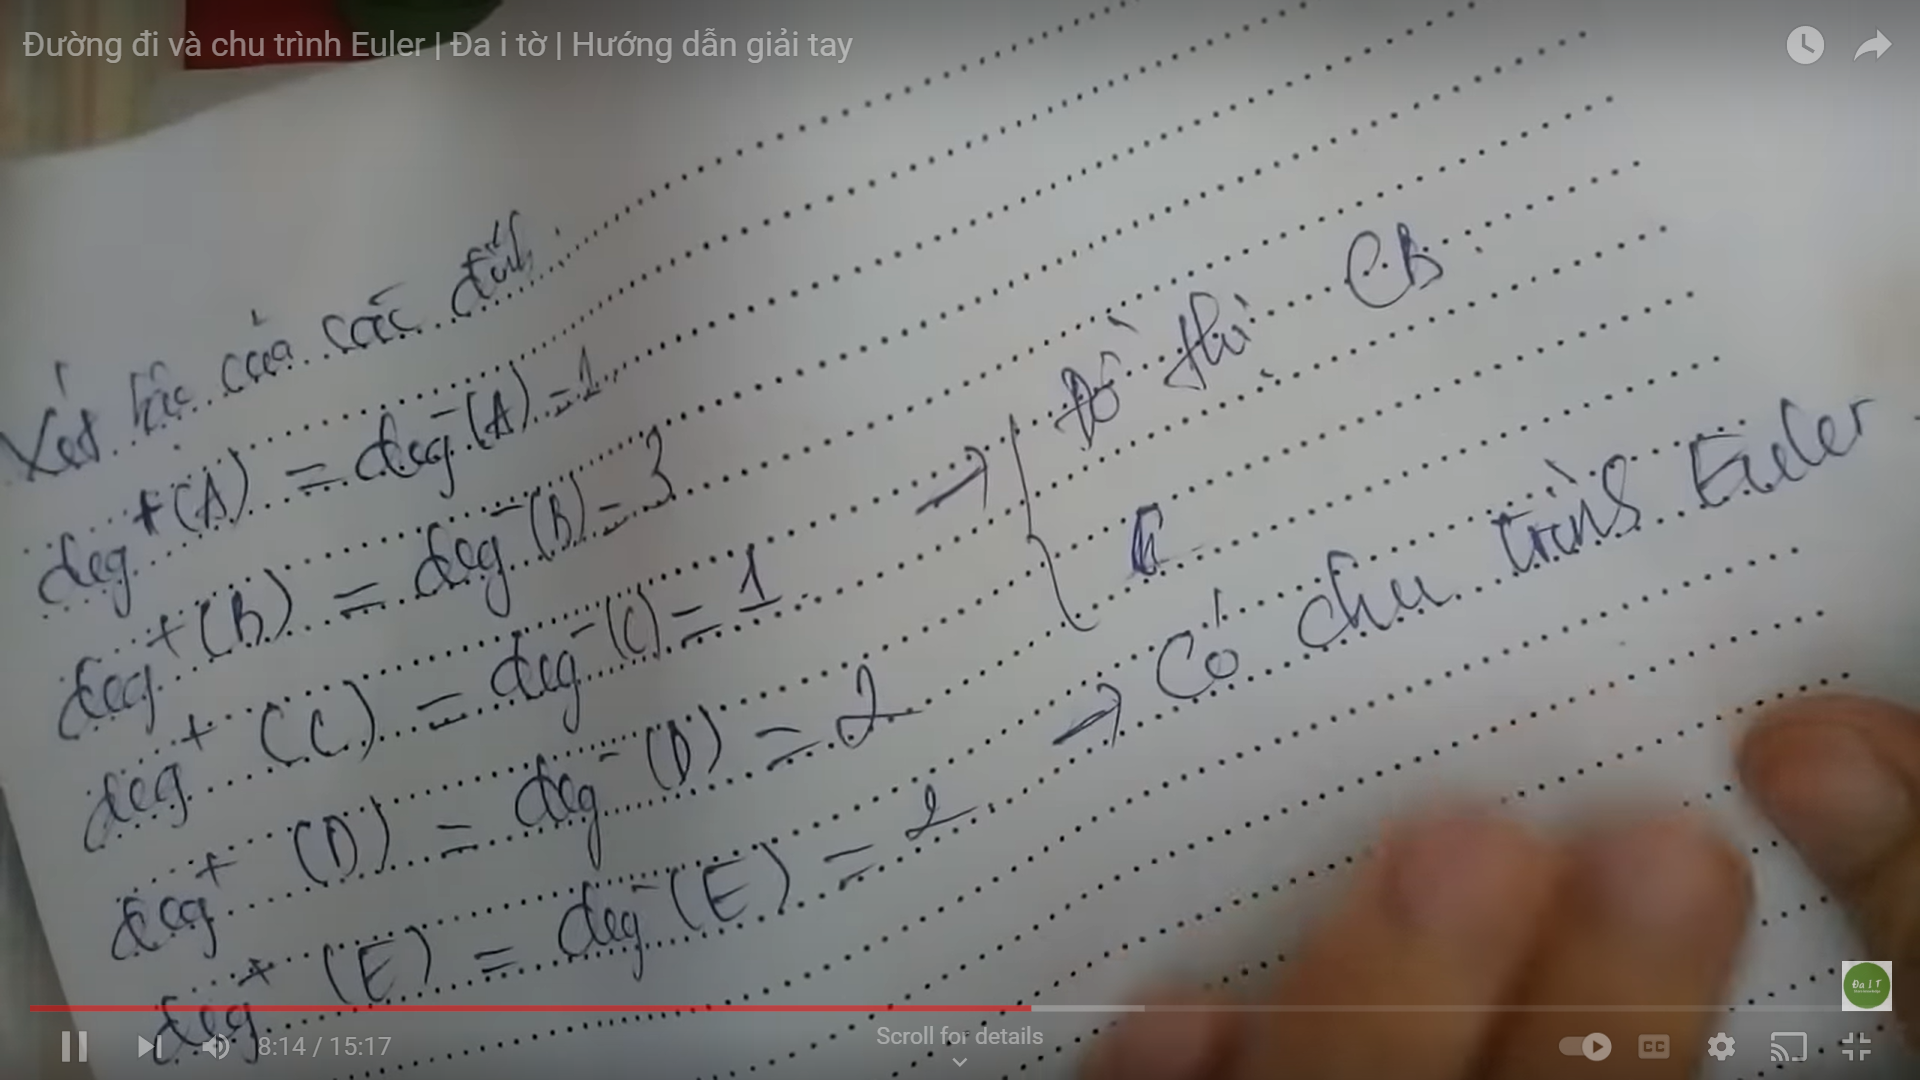 Đường đi và chu trình Euler | Đa i tờ | Hướng dẫn giải tay
Xét bậc của các đỉnh
deg+(A) = deg-(A) = 1
deg+(B) = deg-(B) = 3
deg+(C) = deg-(C) = 1
deg+(D) = deg-(D) = 2
deg+(E) = deg-(E) = 2
→ { Đồ thị CB.
→ Có chu trình Euler
Đa I T
8:14 / 15:17
Scroll for details
CC